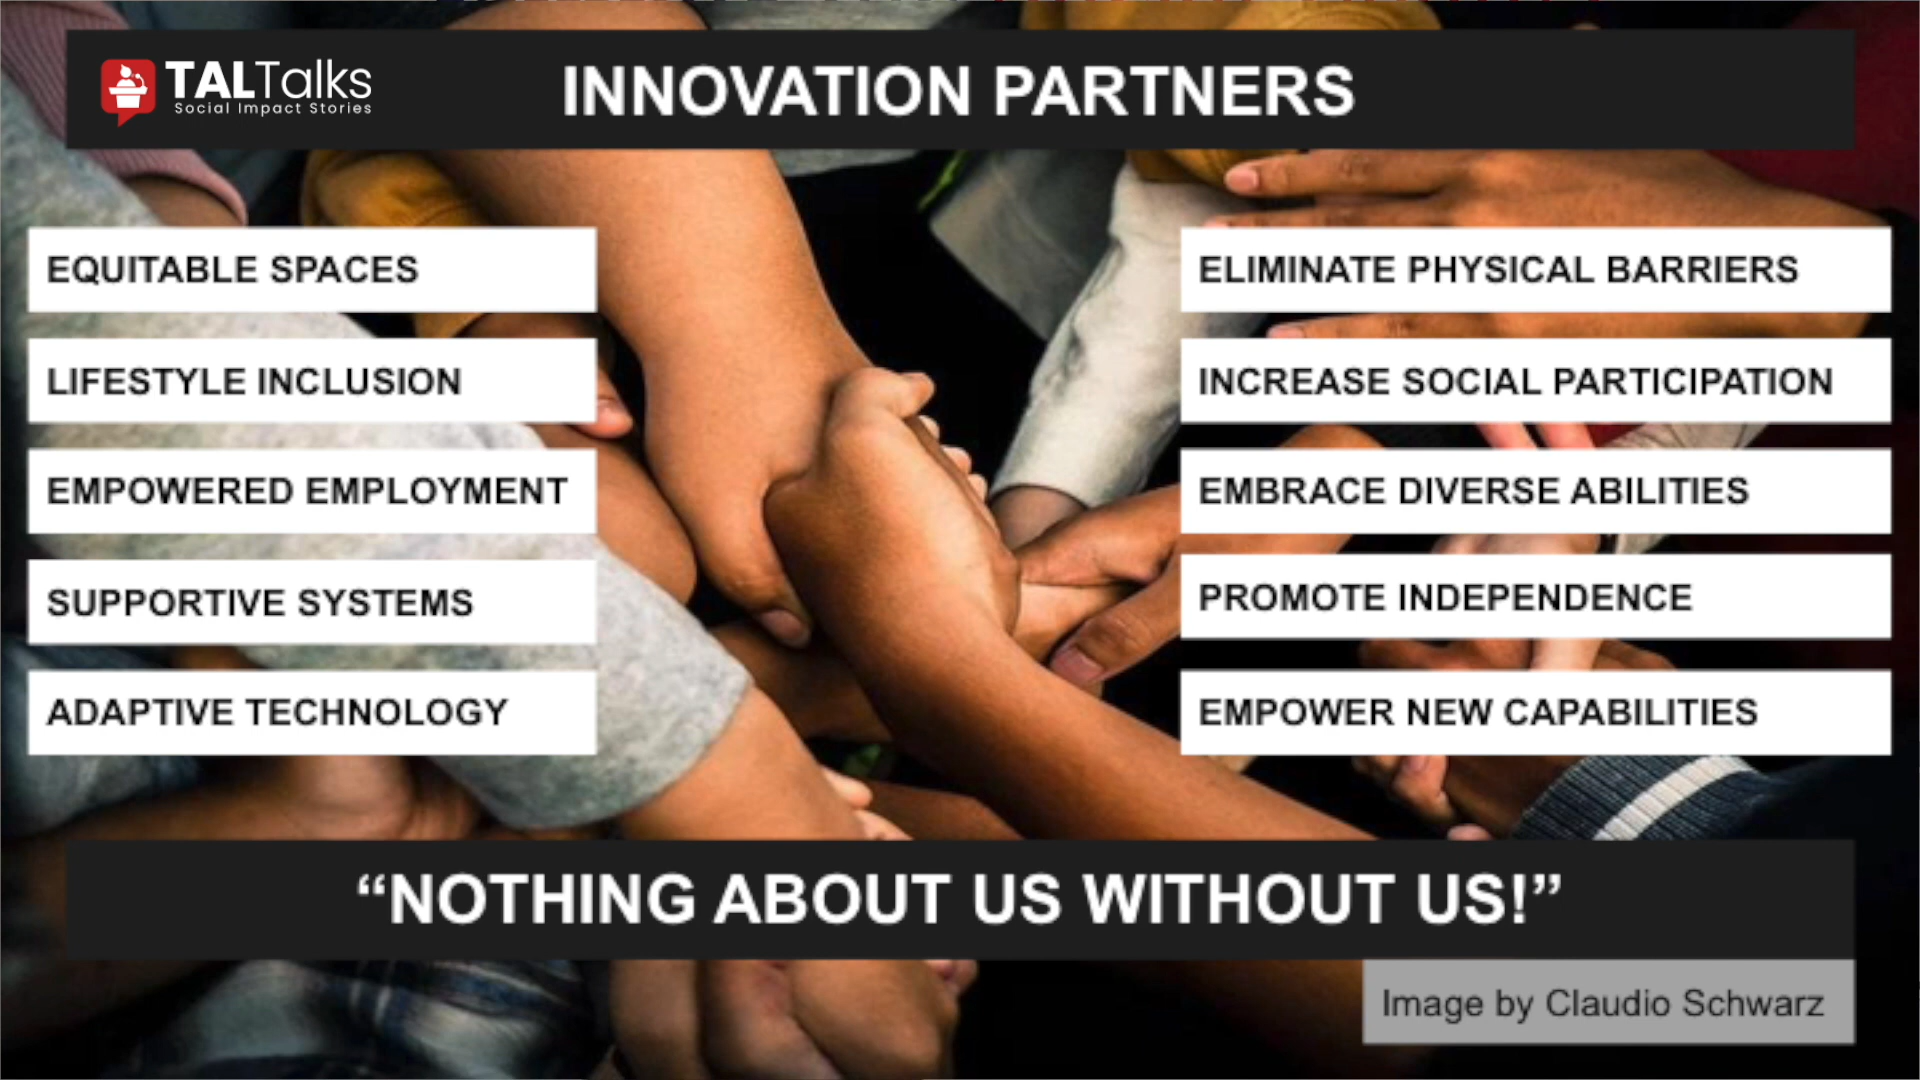 TALTalks
Social Impact Stories
INNOVATION PARTNERS
EQUITABLE SPACES
LIFESTYLE INCLUSION
EMPOWERED EMPLOYMENT
SUPPORTIVE SYSTEMS
ADAPTIVE TECHNOLOGY
ELIMINATE PHYSICAL BARRIERS
INCREASE SOCIAL PARTICIPATION
EMBRACE DIVERSE ABILITIES
PROMOTE INDEPENDENCE
EMPOWER NEW CAPABILITIES
“NOTHING ABOUT US WITHOUT US!”
Image by Claudio Schwarz